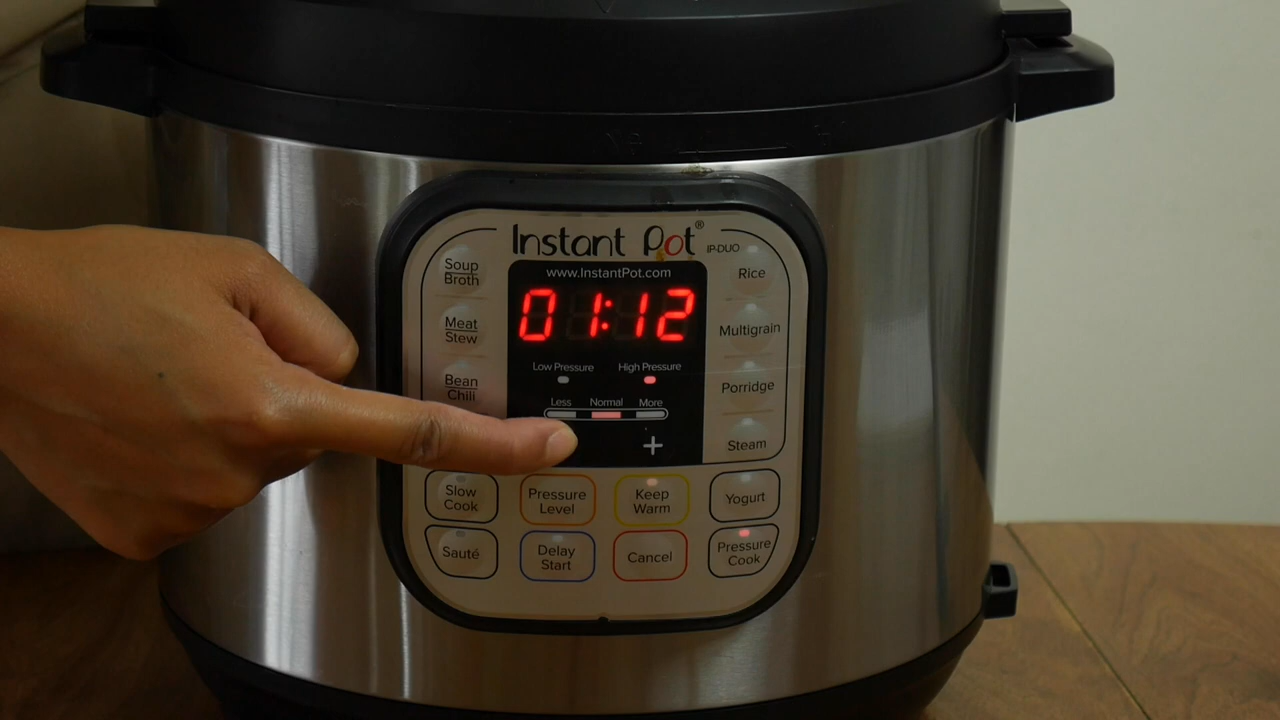 Instant Pot® IP-DUO
www.InstantPot.com
01:12
Low Pressure High Pressure
Less Normal More
+
Soup
Broth
Meat
Stew
Bean
Chili
Rice
Multigrain
Porridge
Steam
Slow
Cook
Pressure
Level
Keep
Warm
Yogurt
Sauté
Delay
Start
Cancel
Pressure
Cook